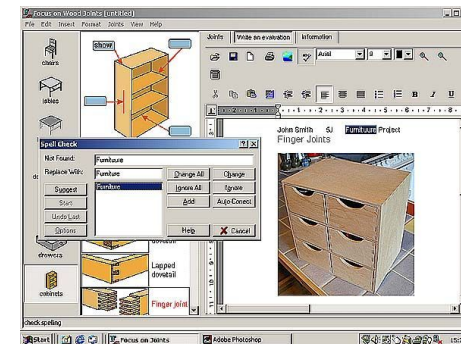 Focus on Wood Joints [untitled]
File Edit Insert Format Joints View Help
Joints Write an evaluation Information
chairs
show
Arial
tables
John Smith 5J Furnituure Project
Finger Joints
Spell Check
Not Found: Furnituure
Replace With: Furniture
Change All Change
Suggest
Furniture
Ignore All Ignore
Start
Add Auto-Correct
Undo Last
Options
Help Cancel
drawers
dovetail
Lapped
dovetail
cabinets
Finger joint
check spelling
Start Focus on Joints Adobe Photoshop